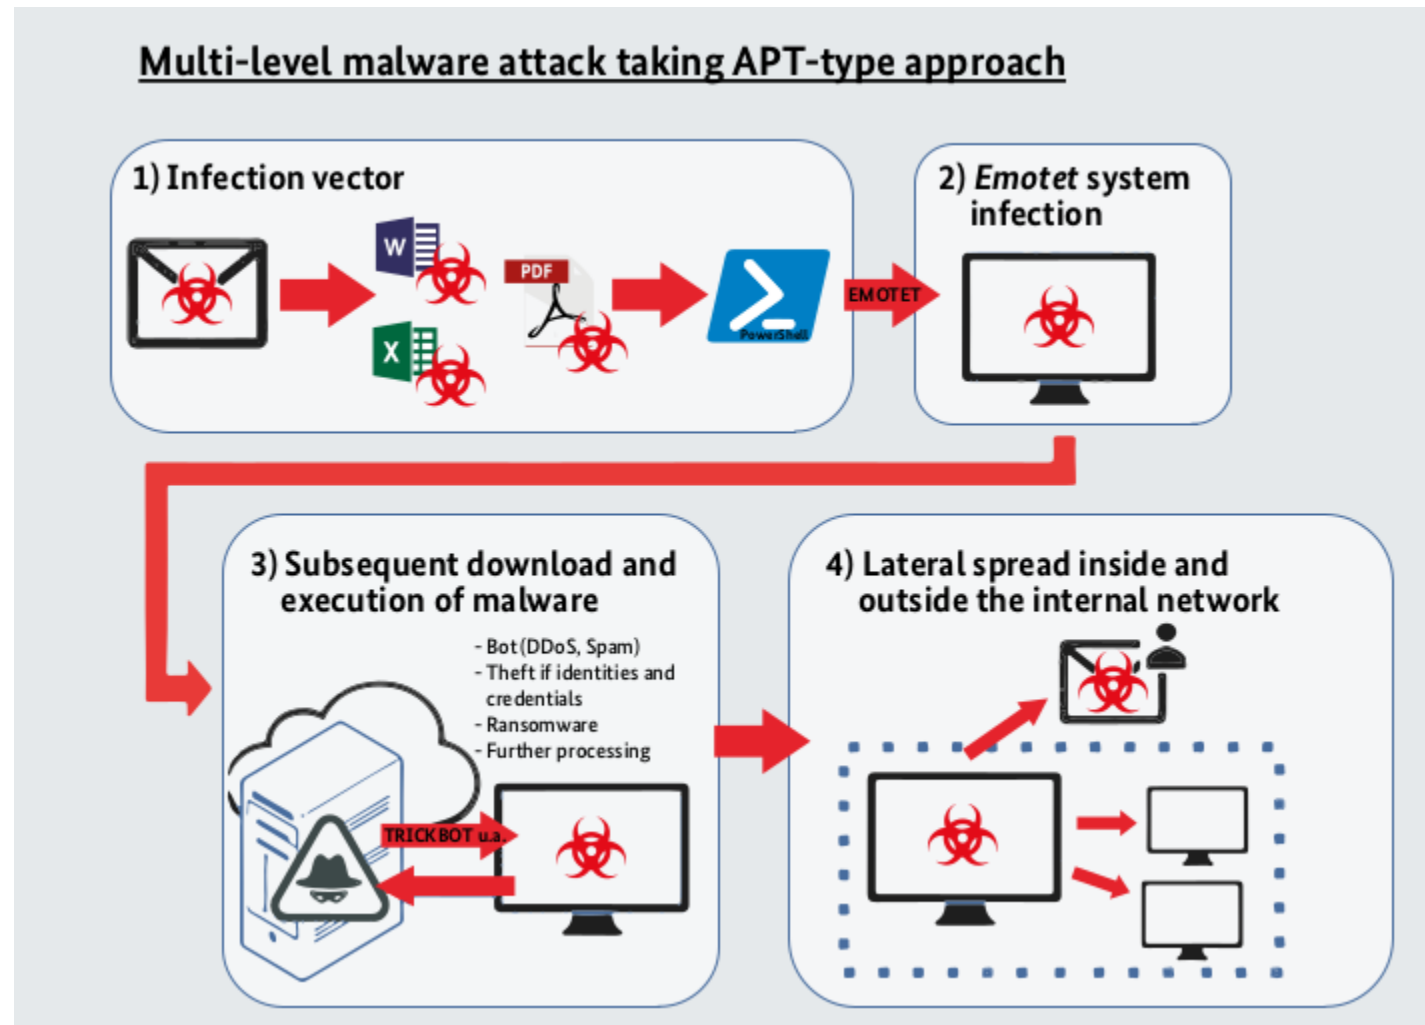 Multi-level malware attack taking APT-type approach
1) Infection vector
W
X
PDF
PowerShell
EMOTET
2) Emotet system
infection
3) Subsequent download and
execution of malware
- Bot (DDoS, Spam)
- Theft if identities and
credentials
- Ransomware
- Further processing
TRICKBOT u.a.
4) Lateral spread inside and
outside the internal network